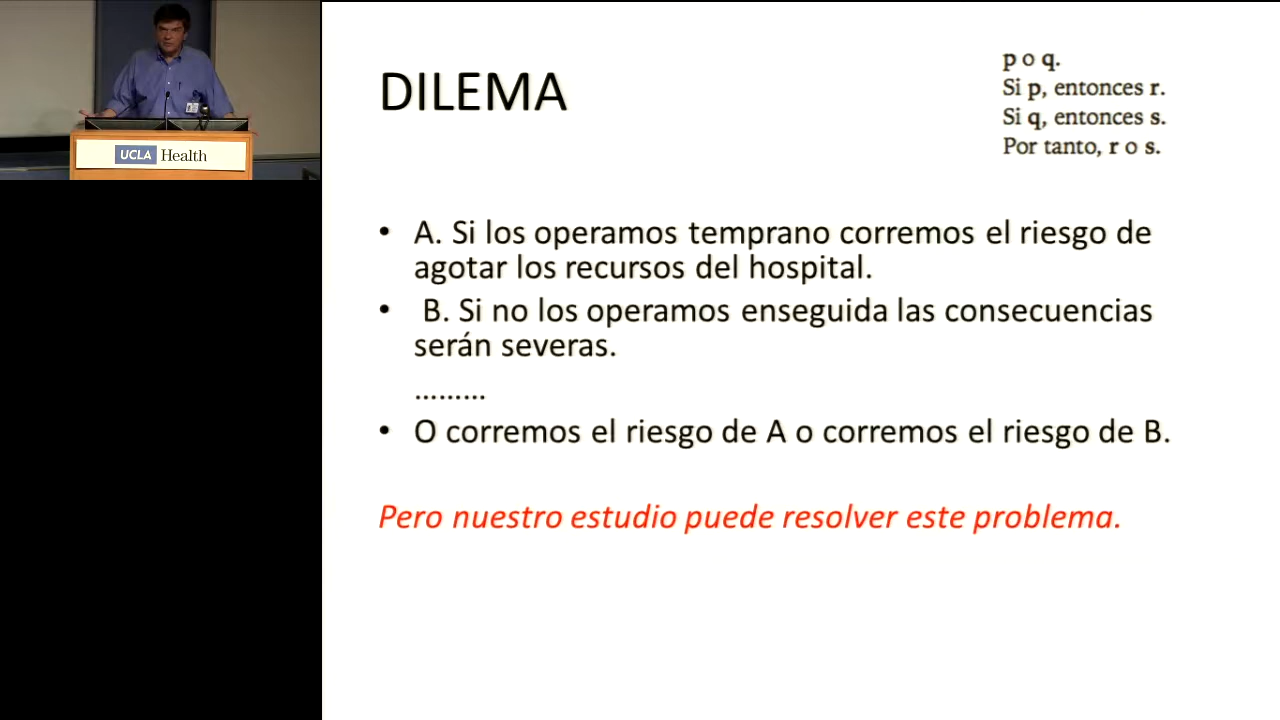 UCLA Health
DILEMA
p o q.
Si p, entonces r.
Si q, entonces s.
Por tanto, r o s.
• A. Si los operamos temprano corremos el riesgo de
agotar los recursos del hospital.
• B. Si no los operamos enseguida las consecuencias
serán severas.
.........
• O corremos el riesgo de A o corremos el riesgo de B.
Pero nuestro estudio puede resolver este problema.